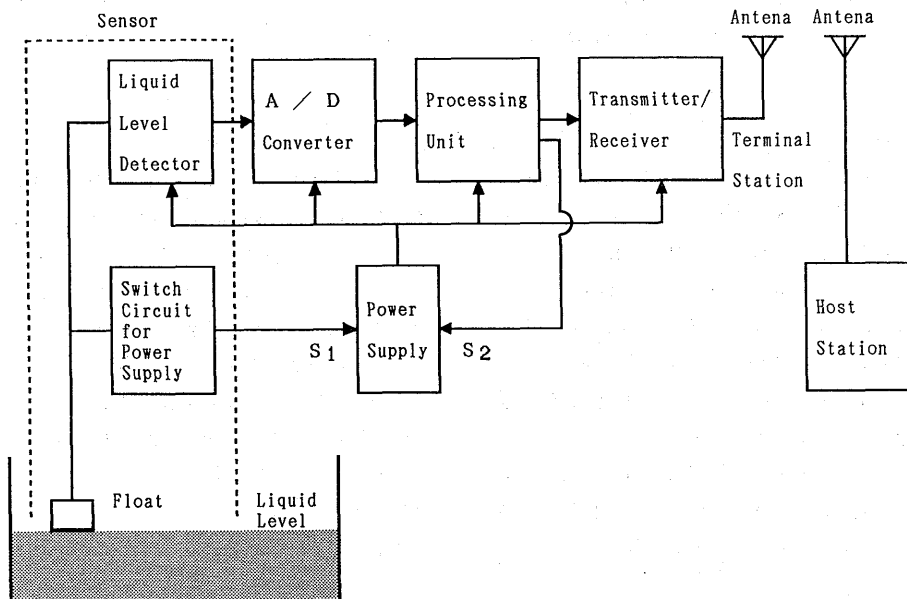 Sensor
Antena
Antena
Liquid
Level
Detector
A / D
Converter
Processing
Unit
Transmitter/
Receiver
Terminal
Station
Switch
Circuit
for
Power
Supply
S1
Power
Supply
S2
Host
Station
Float
Liquid
Level